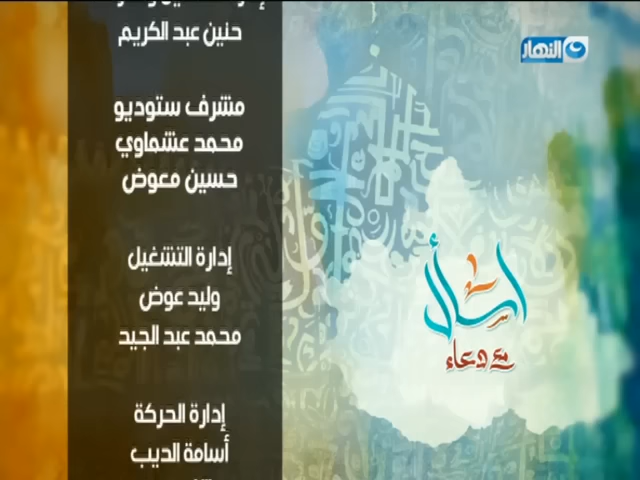 حنين عبد الكريم
مشرف ستوديو
محمد عشماوي
حسين معوض
إدارة التشغيل
وليد عوض
محمد عبد الجيد
إدارة الحركة
أسامة الديب
النهار
اسأل
مع دعاء